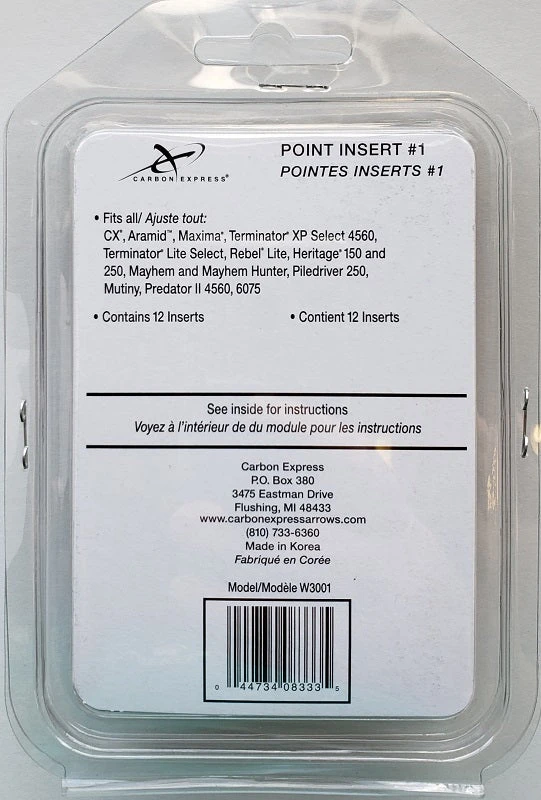 POINT INSERT #1
POINTES INSERTS #1
CARBON EXPRESS®
• Fits all/ Ajuste tout:
CX®, Aramid™, Maxima®, Terminator® XP Select 4560,
Terminator® Lite Select, Rebel® Lite, Heritage® 150 and
250, Mayhem and Mayhem Hunter, Piledriver 250,
Mutiny, Predator II 4560, 6075
• Contains 12 Inserts
• Contient 12 Inserts
See inside for instructions
Voyez à l'intérieur de du module pour les instructions
Carbon Express
P.O. Box 380
3475 Eastman Drive
Flushing, MI 48433
www.carbonexpressarrows.com
(810) 733-6360
Made in Korea
Fabriqué en Corée
Model/Modèle W3001
0 44734 08333 5